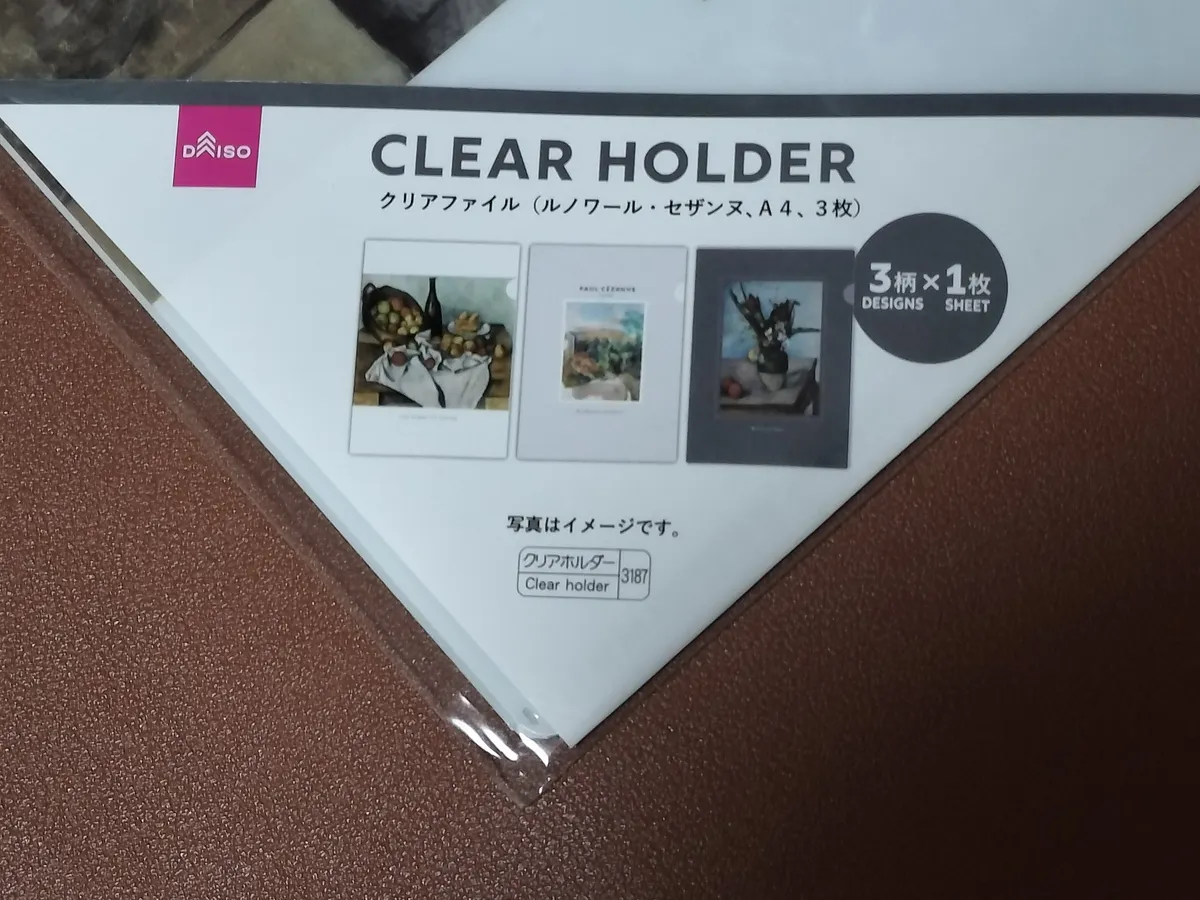 DAISO
CLEAR HOLDER
クリアファイル（ルノワール・セザンヌ、A４、３枚）
PAUL CÉZANNE
3柄×1枚
DESIGNS SHEET
写真はイメージです。
クリアホルダー
Clear holder
3187